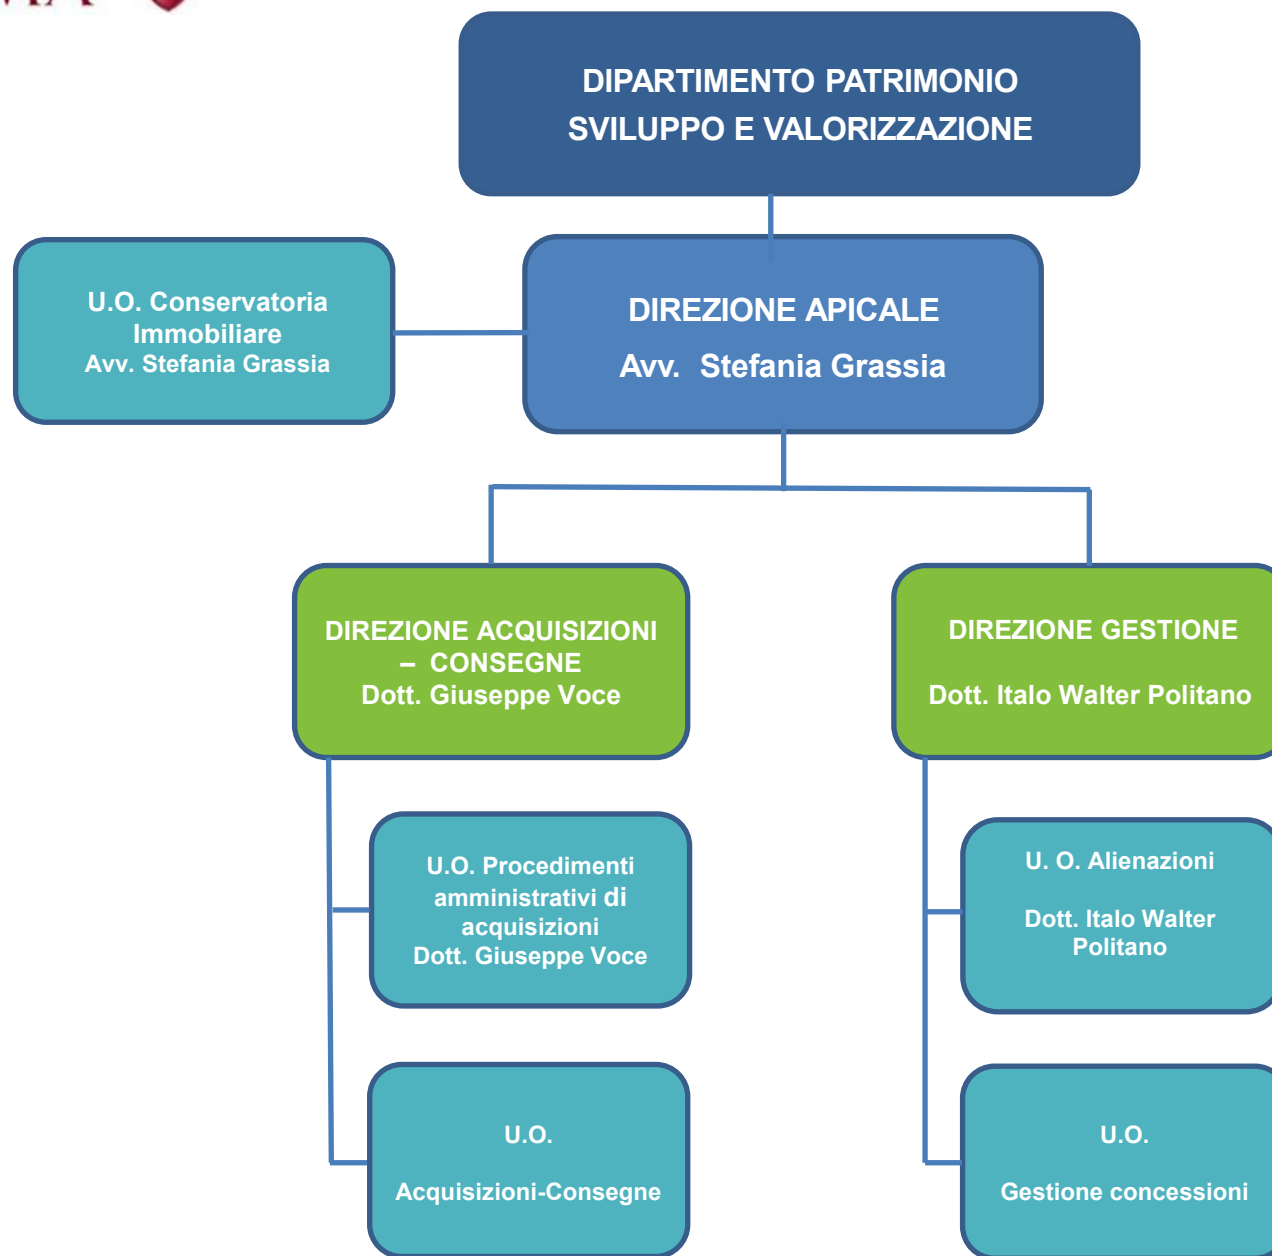 DIPARTIMENTO PATRIMONIO
SVILUPPO E VALORIZZAZIONE
U.O. Conservatoria
Immobiliare
Avv. Stefania Grassia
DIREZIONE APICALE
Avv. Stefania Grassia
DIREZIONE ACQUISIZIONI
– CONSEGNE
Dott. Giuseppe Voce
DIREZIONE GESTIONE
Dott. Italo Walter Politano
U.O. Procedimenti
amministrativi di
acquisizioni
Dott. Giuseppe Voce
U. O. Alienazioni
Dott. Italo Walter
Politano
U.O.
Acquisizioni-Consegne
U.O.
Gestione concessioni